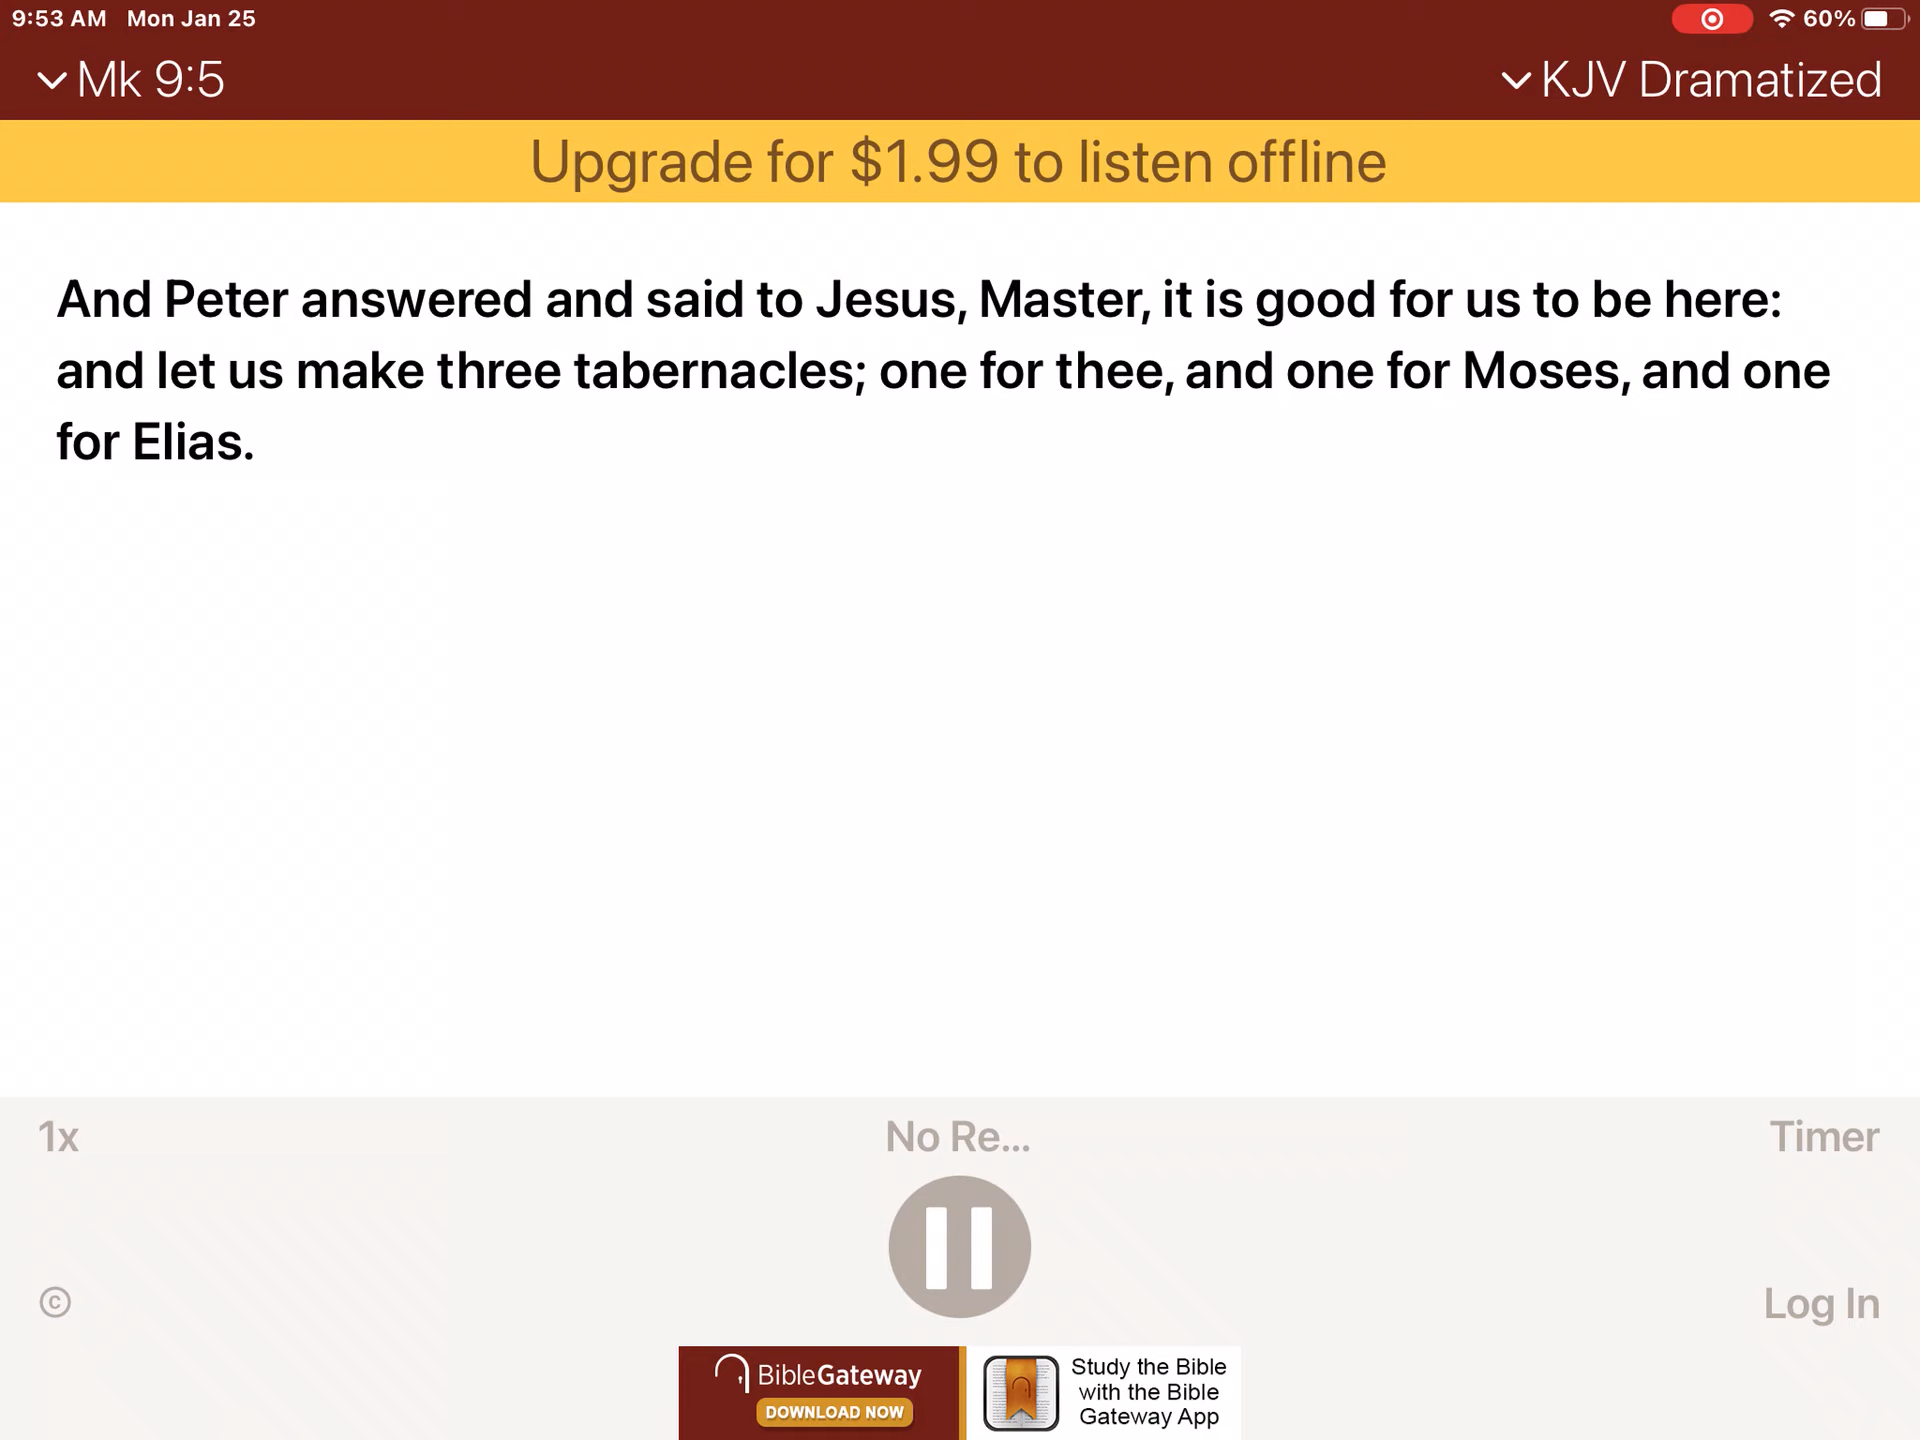 9:53 AM Mon Jan 25
60%
Mk 9:5
KJV Dramatized
Upgrade for $1.99 to listen offline
And Peter answered and said to Jesus, Master, it is good for us to be here:
and let us make three tabernacles; one for thee, and one for Moses, and one
for Elias.
1x
No Re...
Timer
©
Log In
BibleGateway
DOWNLOAD NOW
Study the Bible
with the Bible
Gateway App